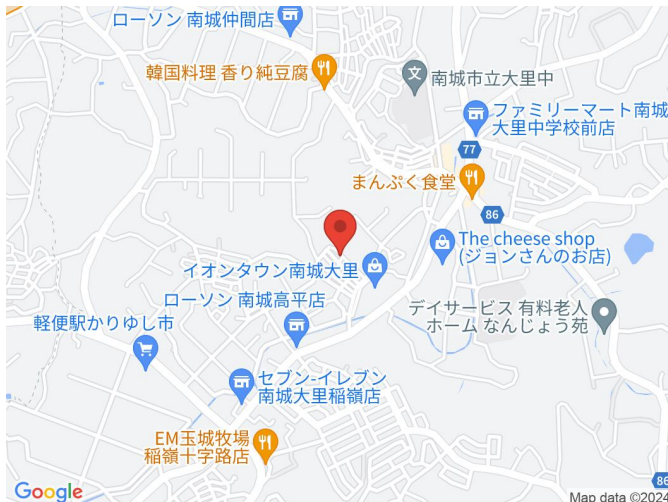 ローソン 南城仲間店
韓国料理 香り純豆腐
南城市立大里中
ファミリーマート南城
大里中学校前店
77
まんぷく食堂
86
The cheese shop
(ジョンさんのお店)
イオンタウン南城大里
ローソン 南城高平店
デイサービス 有料老人
ホーム なんじょう苑
軽便駅かりゆし市
セブン-イレブン
南城大里稲嶺店
EM玉城牧場
稲嶺十字路店
86
Google
Map data ©2024